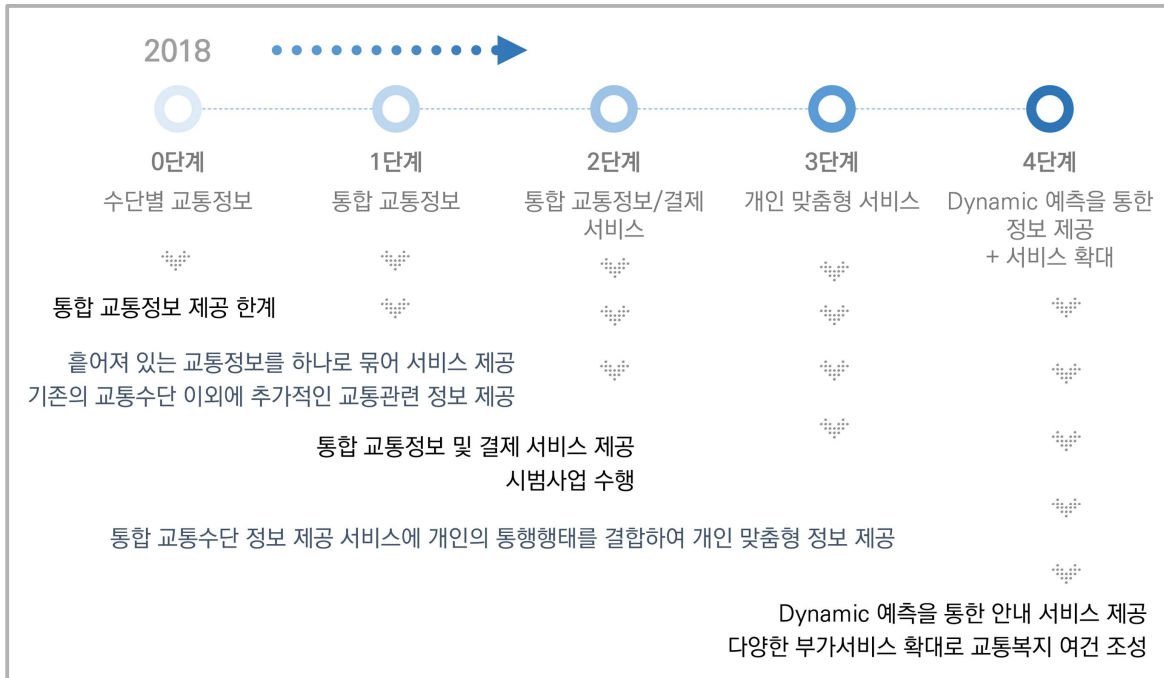 2018
0단계
1단계
2단계
3단계
4단계
수단별 교통정보
통합 교통정보
통합 교통정보/결제
서비스
개인 맞춤형 서비스
Dynamic 예측을 통한
정보 제공
+ 서비스 확대
통합 교통정보 제공 한계
흩어져 있는 교통정보를 하나로 묶어 서비스 제공
기존의 교통수단 이외에 추가적인 교통관련 정보 제공
통합 교통정보 및 결제 서비스 제공
시범사업 수행
통합 교통수단 정보 제공 서비스에 개인의 통행행태를 결합하여 개인 맞춤형 정보 제공
Dynamic 예측을 통한 안내 서비스 제공
다양한 부가서비스 확대로 교통복지 여건 조성